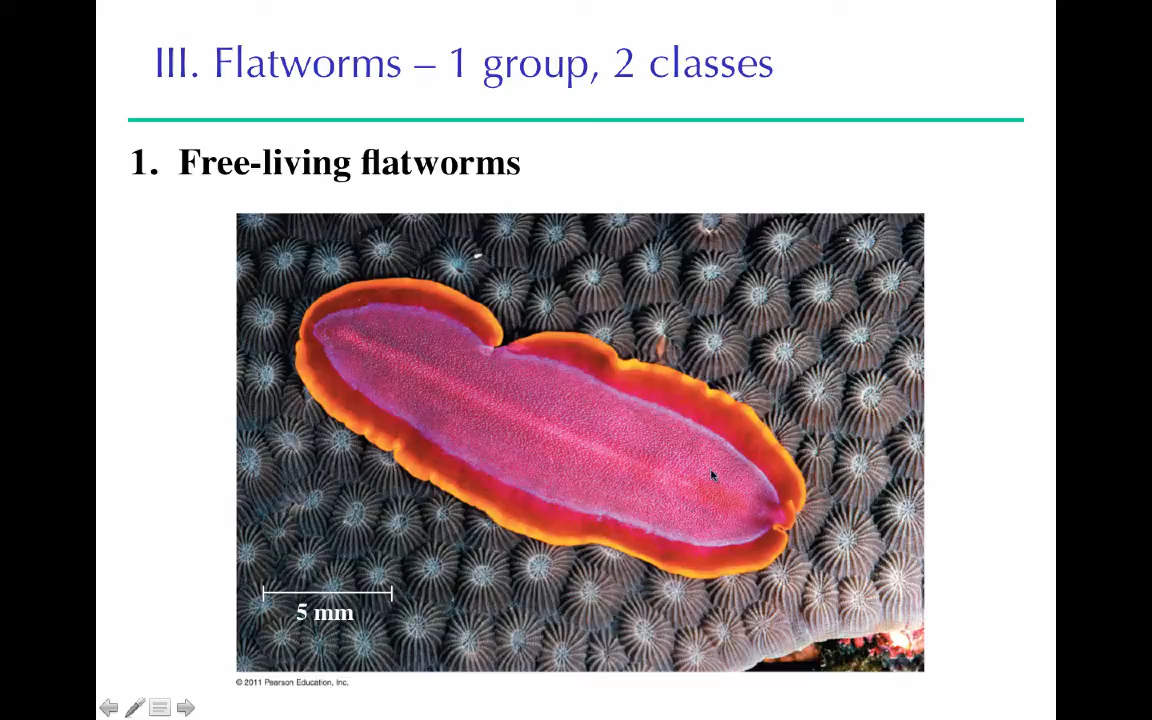 III. Flatworms – 1 group, 2 classes
1. Free-living flatworms
5 mm
© 2011 Pearson Education, Inc.